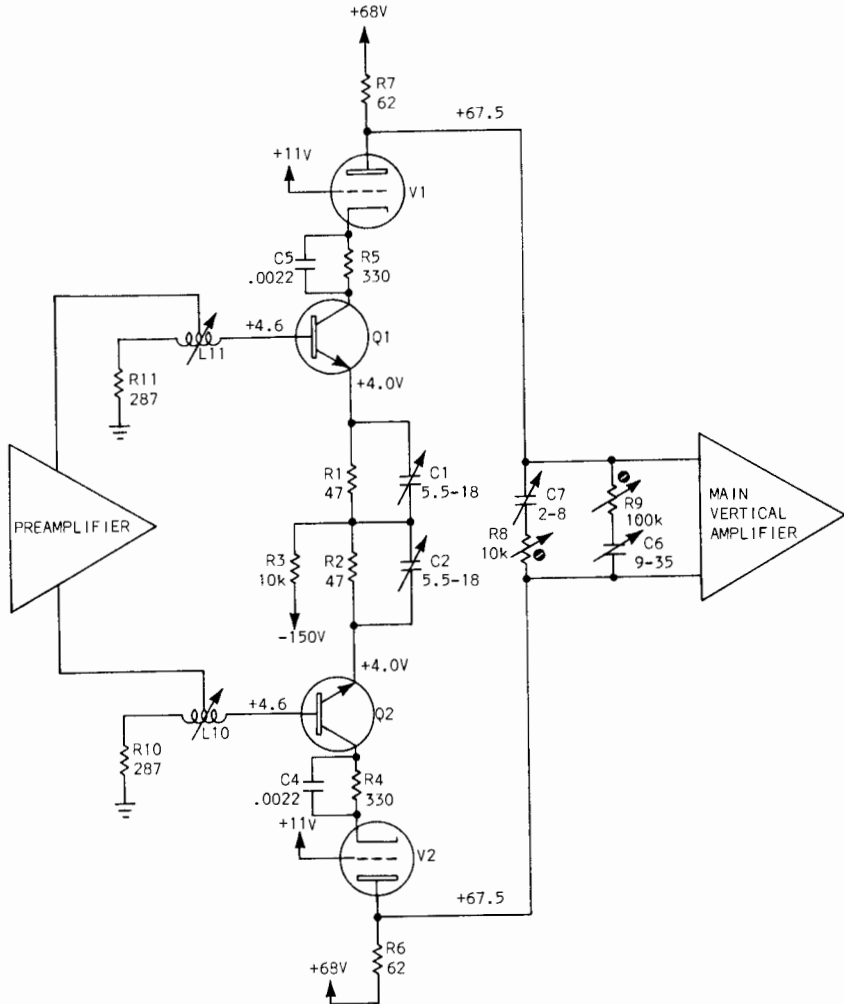 +68V
R7
62
+67.5
+11V
V1
C5
.0022
R5
330
+4.6
Q1
L11
R11
287
+4.0V
R1
47
C1
5.5-18
PREAMPLIFIER
R3
10k
R2
47
C2
5.5-18
-150V
C7
2-8
R8
10k
R9
100k
C6
9-35
MAIN
VERTICAL
AMPLIFIER
+4.0V
+4.6
Q2
L10
R10
287
C4
.0022
R4
330
+11V
V2
+67.5
R6
62
+68V